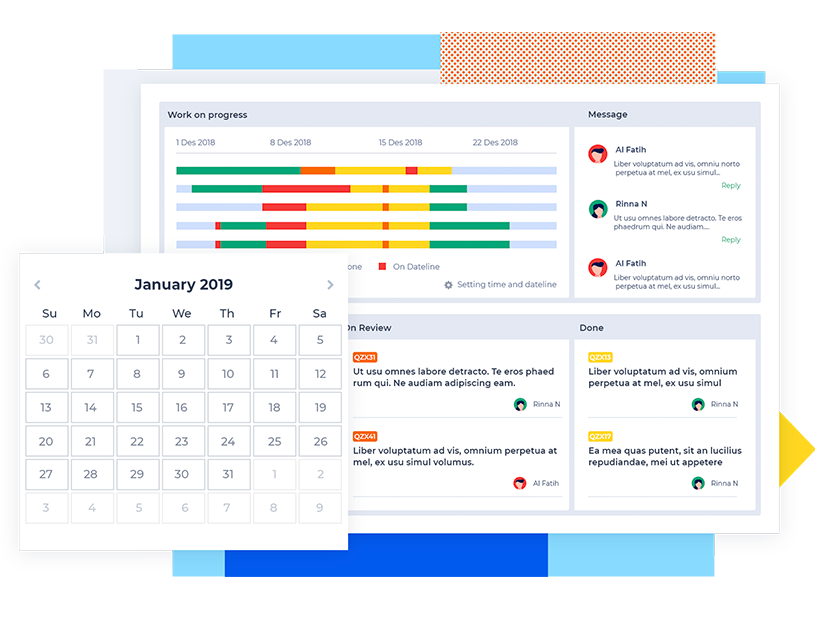 Work on progress
1 Des 2018 8 Des 2018 15 Des 2018 22 Des 2018
On Dateline
Setting time and dateline
Message
Al Fatih
Liber voluptatum ad vis, omniu norto
perpetua at mel, ex usu simul...
Reply
Rinna N
Ut usu omnes labore detracto. Te eros
phaedrum qui. Ne audiam....
Reply
Al Fatih
Liber voluptatum ad vis, omniu norto
perpetua at mel, ex usu simul...
January 2019
Su Mo Tu We Th Fr Sa
30 31 1 2 3 4 5
6 7 8 9 10 11 12
13 14 15 16 17 18 19
20 21 22 23 24 25 26
27 28 29 30 31 1 2
3 4 5 6 7 8 9
On Review
QZX31
Ut usu omnes labore detracto. Te eros phaed
rum qui. Ne audiam adipiscing eam.
Rinna N
QZX41
Liber voluptatum ad vis, omnium perpetua at
mel, ex usu simul volumus.
Al Fatih
Done
QZX13
Liber voluptatum ad vis, omnium
perpetua at mel, ex usu simul
Rinna N
QZX77
Ea mea quas putent, sit an lucilius
repudiandae, mei ut appetere
Rinna N